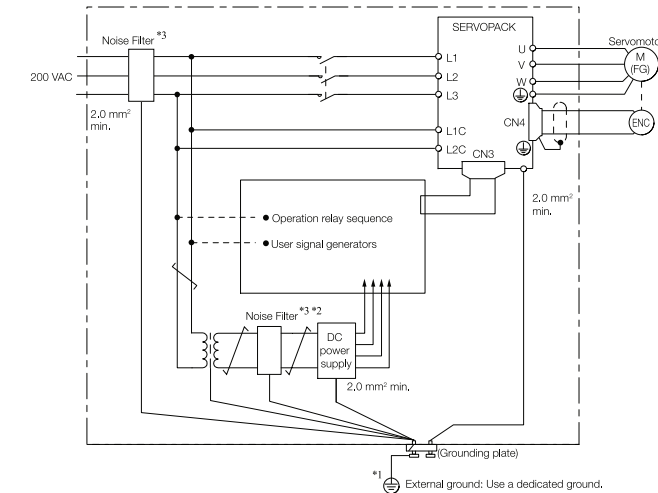 SERVOPACK
Noise Filter *3
Servomotor
U
V
W
M
(FG)
L1
L2
L3
200 VAC
2.0 mm²
min.
CN4
ENC
L1C
L2C
CN3
2.0 mm²
min.
Operation relay sequence
User signal generators
Noise Filter *3 *2
DC
power
supply
2.0 mm² min.
(Grounding plate)
*1
External ground: Use a dedicated ground.